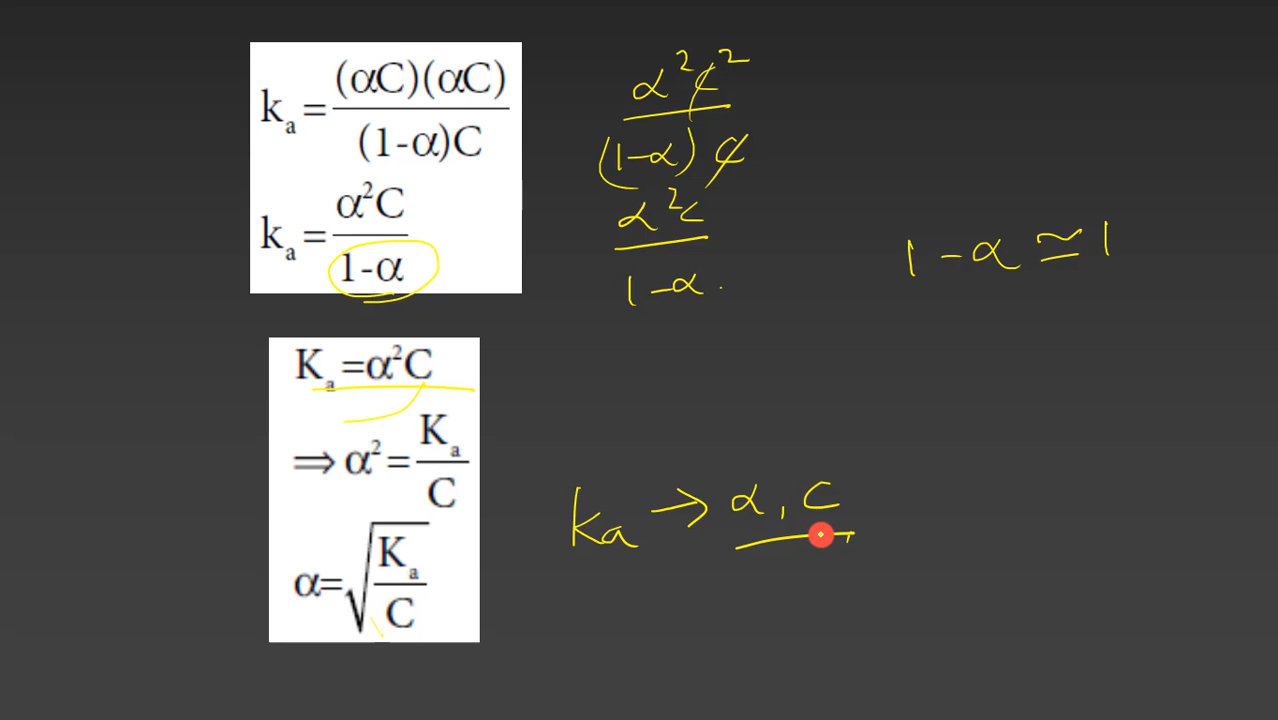 kₐ = (αC)(αC) / (1-α)C
kₐ = α²C / 1-α
Kₐ=α²C
⟹ α² = Kₐ / C
α= √(Kₐ / C)
α²C² / (1-α) C
α²C / 1-α.
1-α ≃ 1
ka → α, C